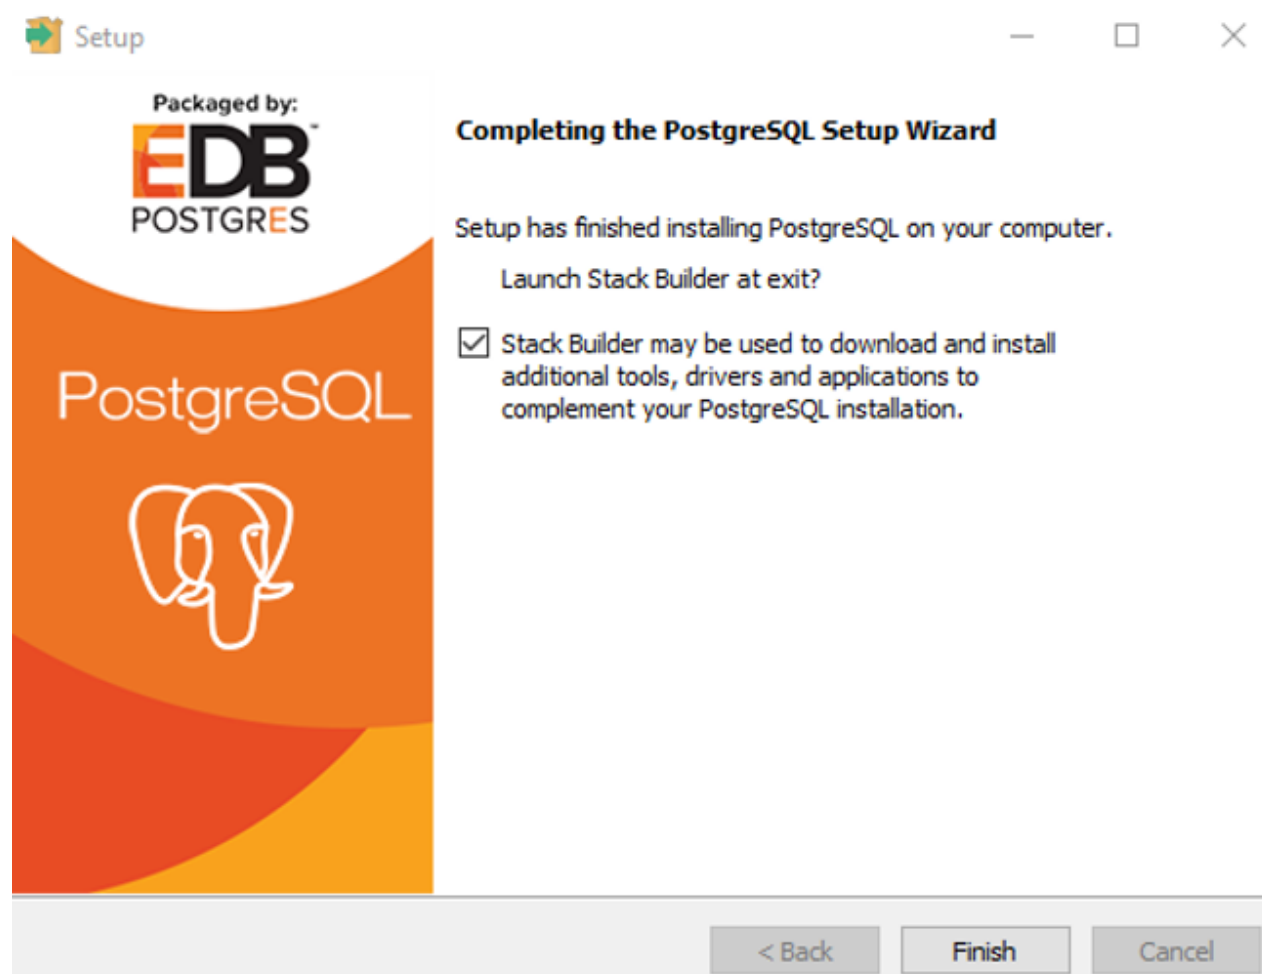 Setup
Packaged by:
EDB™
POSTGRES
PostgreSQL
Completing the PostgreSQL Setup Wizard
Setup has finished installing PostgreSQL on your computer.
Launch Stack Builder at exit?
Stack Builder may be used to download and install
additional tools, drivers and applications to
complement your PostgreSQL installation.
< Back
Finish
Cancel